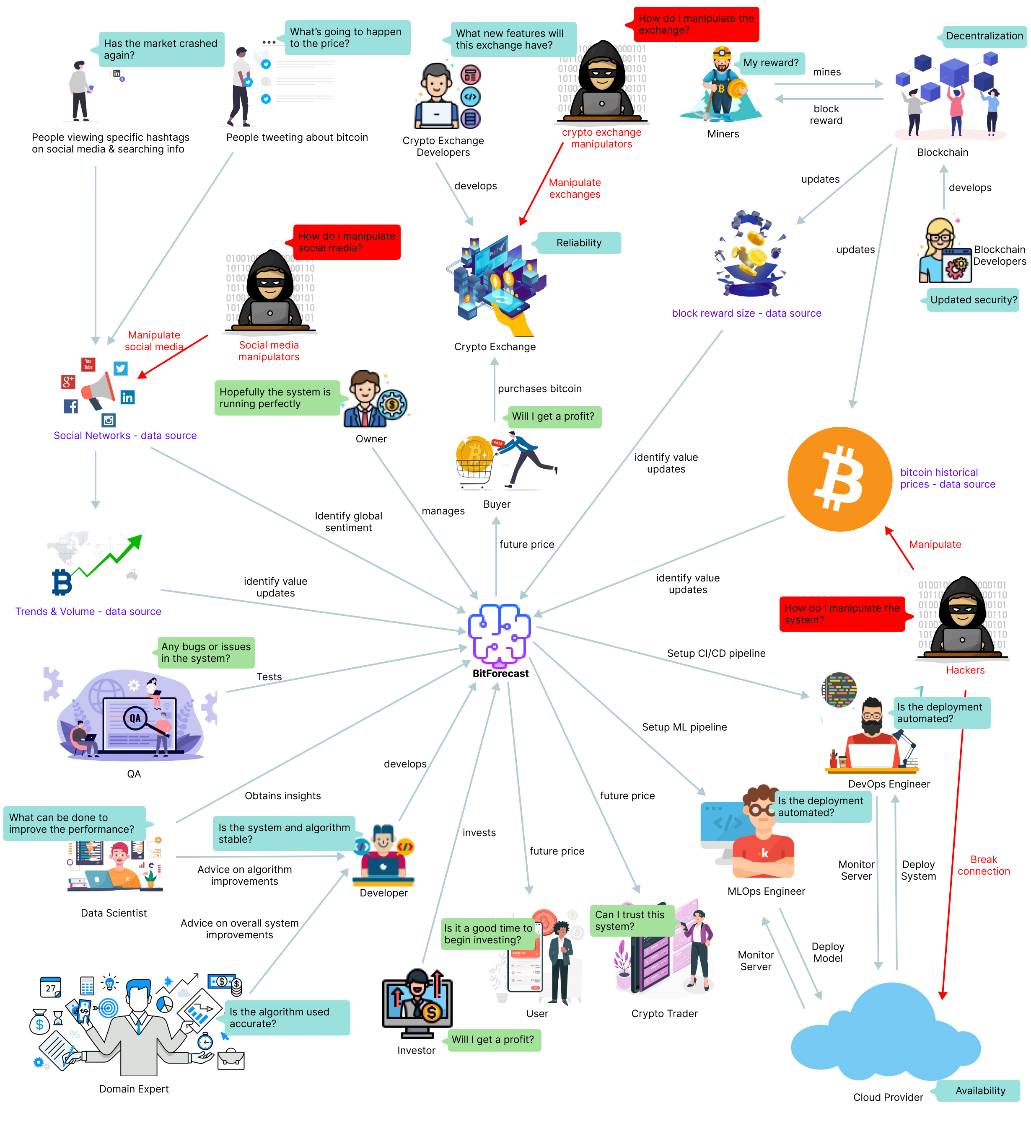 Has the market crashed
again?
What's going to happen
to the price?
What new features will
this exchange have?
How do I manipulate the
exchange?
My reward?
Decentralization
mines
block
reward
Miners
Blockchain
People viewing specific hashtags
on social media & searching info
People tweeting about bitcoin
Crypto Exchange
Developers
crypto exchange
manipulators
develops
Manipulate
exchanges
updates
updates
develops
Blockchain
Developers
Updated security?
How do I manipulate
social media?
Reliability
block reward size - data source
Manipulate
social media
Social media
manipulators
Crypto Exchange
You
Tube
Hopefully the system is
running perfectly
Owner
purchases bitcoin
Will I get a profit?
SALE
Social Networks - data source
Buyer
identify value
updates
bitcoin historical
prices - data source
Identify global
sentiment
manages
future price
Manipulate
identify value
updates
identify value
updates
Trends & Volume - data source
How do I manipulate the
system?
Hackers
BitForecast
Any bugs or issues
in the system?
Tests
QA
QA
Setup CI/CD pipeline
Is the deployment
automated?
DevOps Engineer
Setup ML pipeline
develops
Obtains insights
future price
What can be done to
improve the performance?
Is the system and algorithm
stable?
Is the deployment
automated?
invests
future price
Advice on algorithm
improvements
Developer
Data Scientist
MLOps Engineer
Monitor
Server
Deploy
System
Break
connection
Advice on overall system
improvements
Is it a good time to
begin investing?
Can I trust this
system?
Monitor
Server
Deploy
Model
27
Is the algorithm used
accurate?
User
Crypto Trader
Investor
Will I get a profit?
Domain Expert
Cloud Provider
Availability